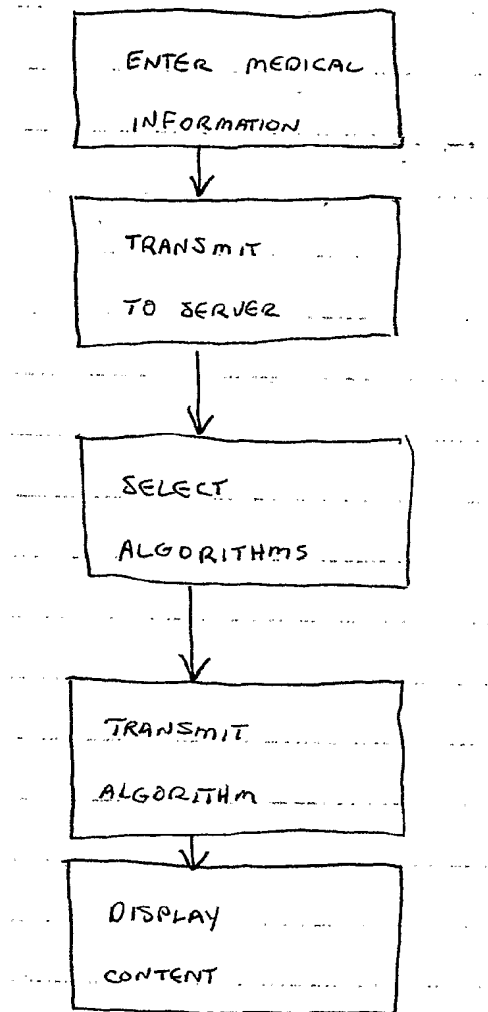 ENTER MEDICAL
INFORMATION
TRANSMIT
TO SERVER
SELECT
ALGORITHMS
TRANSMIT
ALGORITHM
DISPLAY
CONTENT